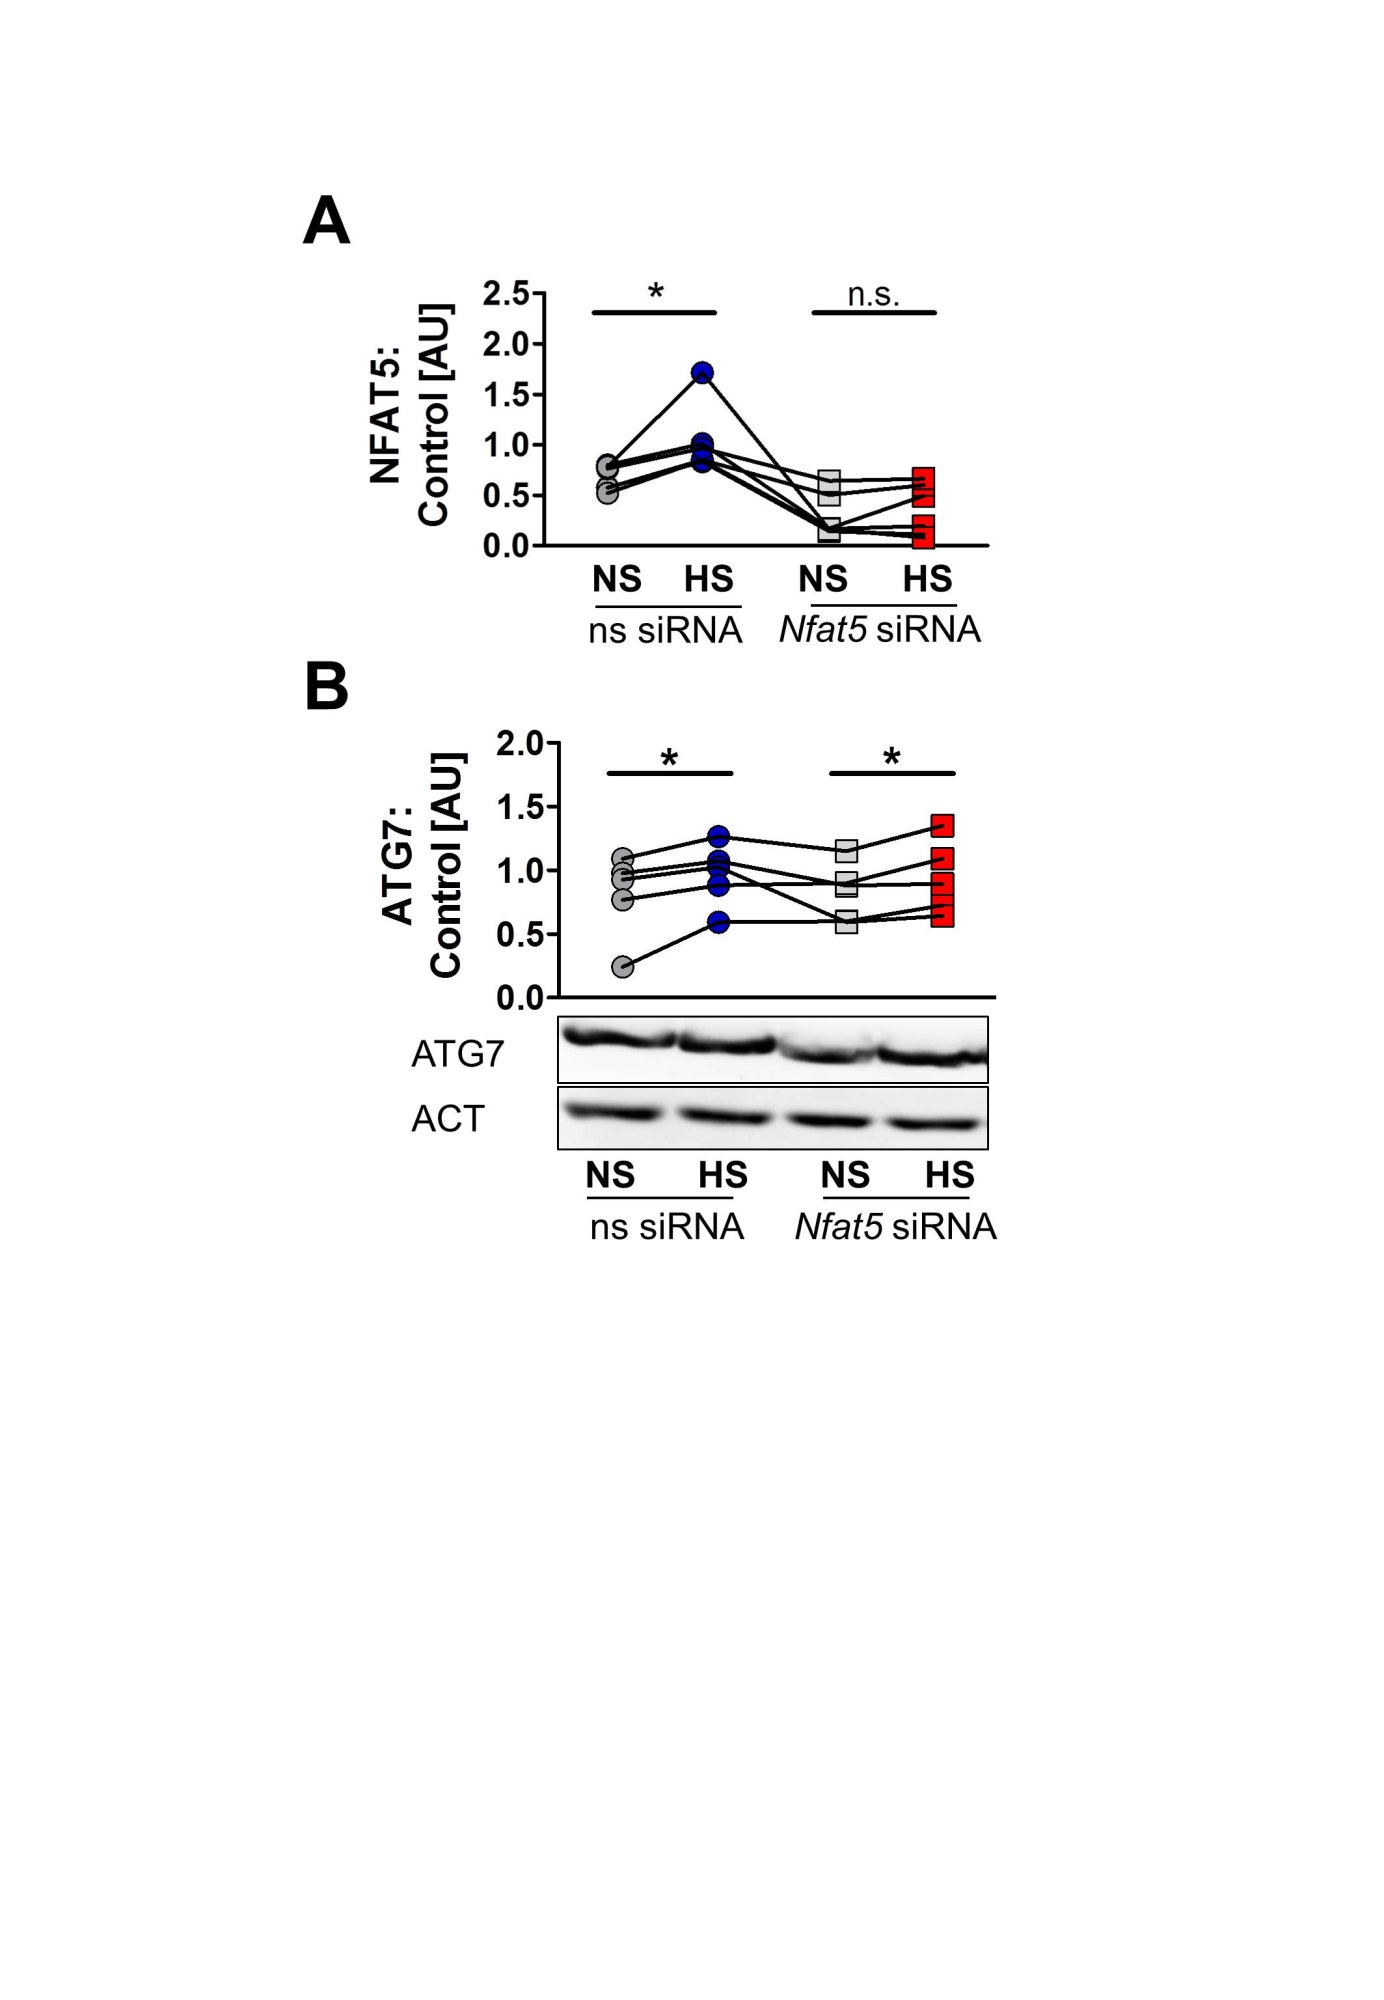 A
NFAT5:
Control [AU]
2.5
2.0
1.5
1.0
0.5
0.0
*
n.s.
NS HS NS HS
ns siRNA Nfat5 siRNA
B
ATG7:
Control [AU]
2.0
1.5
1.0
0.5
0.0
* *
ATG7
ACT
NS HS NS HS
ns siRNA Nfat5 siRNA